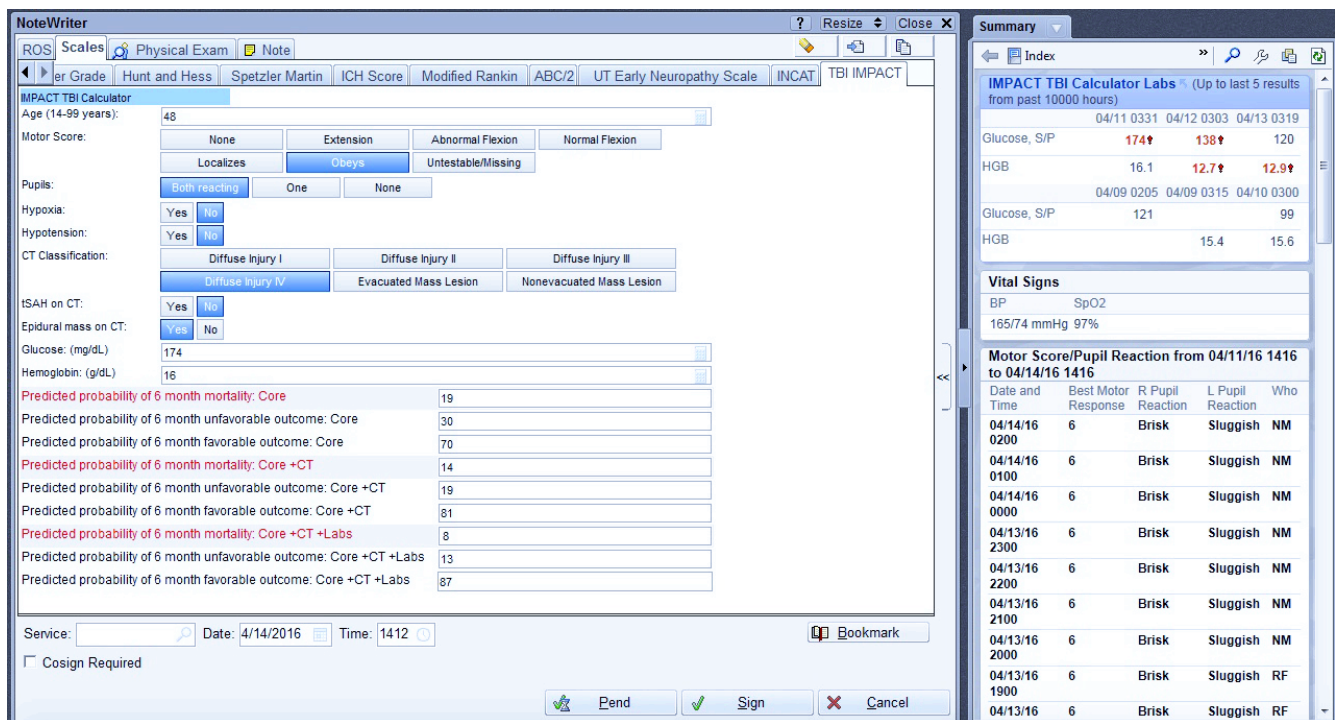 NoteWriter ? Resize Close X
ROS Scales Physical Exam Note
er Grade Hunt and Hess Spetzler Martin ICH Score Modified Rankin ABC/2 UT Early Neuropathy Scale INCAT TBI IMPACT
IMPACT TBI Calculator
Age (14-99 years): 48
Motor Score: None Extension Abnormal Flexion Normal Flexion
Localizes Obeys Untestable/Missing
Pupils: Both reacting One None
Hypoxia: Yes No
Hypotension: Yes No
CT Classification: Diffuse Injury I Diffuse Injury II Diffuse Injury III
Diffuse Injury IV Evacuated Mass Lesion Nonevacuated Mass Lesion
tSAH on CT: Yes No
Epidural mass on CT: Yes No
Glucose: (mg/dL) 174
Hemoglobin: (g/dL) 16
Predicted probability of 6 month mortality: Core 19
Predicted probability of 6 month unfavorable outcome: Core 30
Predicted probability of 6 month favorable outcome: Core 70
Predicted probability of 6 month mortality: Core +CT 14
Predicted probability of 6 month unfavorable outcome: Core +CT 19
Predicted probability of 6 month favorable outcome: Core +CT 81
Predicted probability of 6 month mortality: Core +CT +Labs 8
Predicted probability of 6 month unfavorable outcome: Core +CT +Labs 13
Predicted probability of 6 month favorable outcome: Core +CT +Labs 87
Service: Date: 4/14/2016 Time: 1412 Bookmark
Cosign Required
Pend Sign Cancel
<<
Summary
Index »
IMPACT TBI Calculator Labs (Up to last 5 results
from past 10000 hours)
04/11 0331 04/12 0303 04/13 0319
Glucose, S/P 174 138 120
HGB 16.1 12.7 12.9
04/09 0205 04/09 0315 04/10 0300
Glucose, S/P 121 99
HGB 15.4 15.6
Vital Signs
BP SpO2
165/74 mmHg 97%
Motor Score/Pupil Reaction from 04/11/16 1416
to 04/14/16 1416
Date and Best Motor R Pupil L Pupil Who
Time Response Reaction Reaction
04/14/16 6 Brisk Sluggish NM
0200
04/14/16 6 Brisk Sluggish NM
0100
04/14/16 6 Brisk Sluggish NM
0000
04/13/16 6 Brisk Sluggish NM
2300
04/13/16 6 Brisk Sluggish NM
2200
04/13/16 6 Brisk Sluggish NM
2100
04/13/16 6 Brisk Sluggish NM
2000
04/13/16 6 Brisk Sluggish RF
1900
04/13/16 6 Brisk Sluggish RF